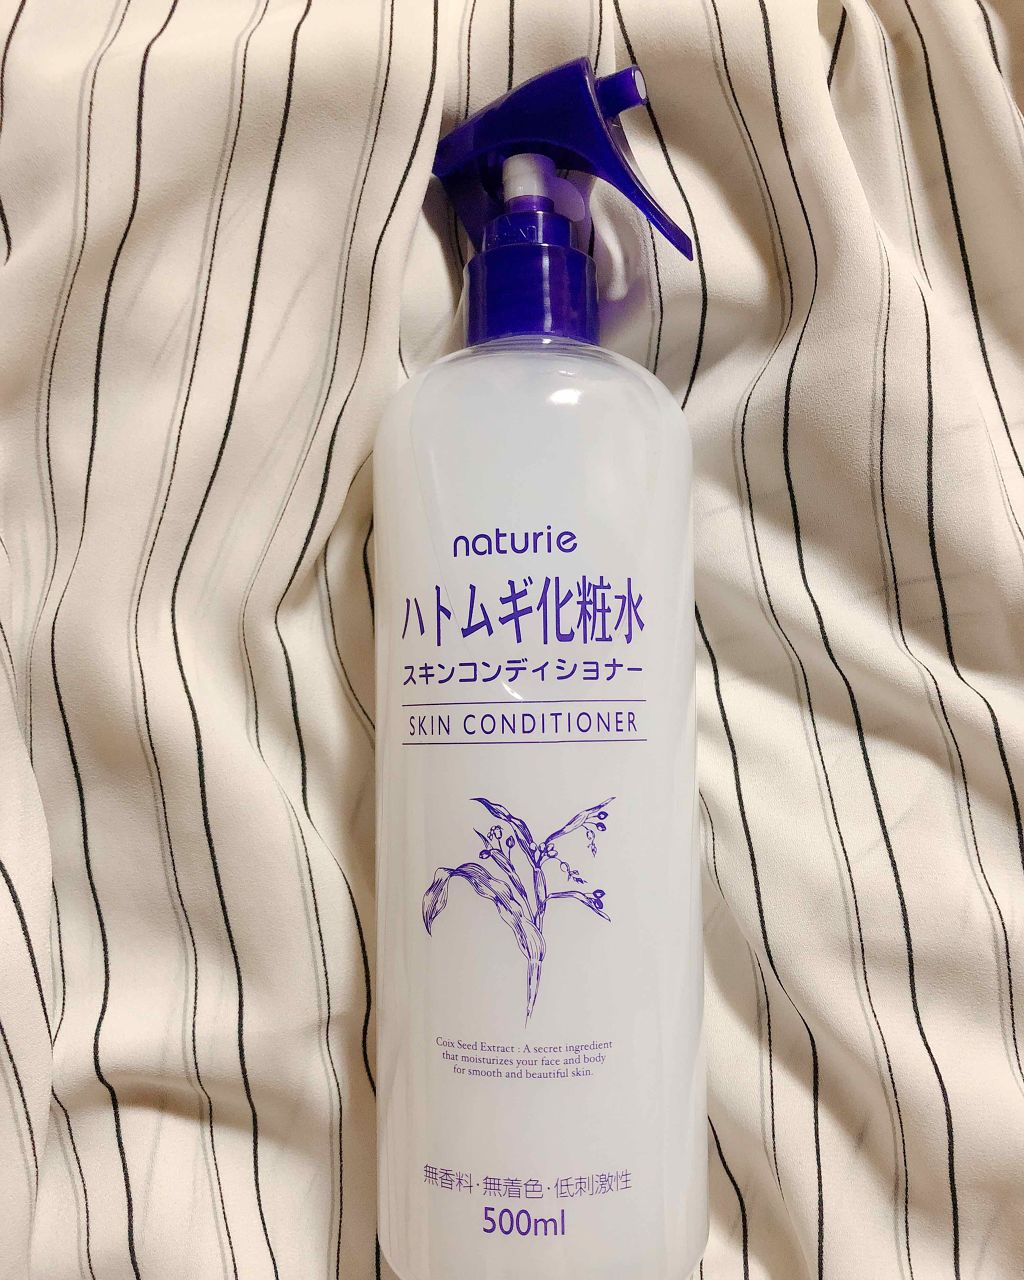 naturie
ハトムギ化粧水
スキンコンディショナー
SKIN CONDITIONER
Coix Seed Extract : A secret ingredient
that moisturizes your face and body
for smooth and beautiful skin.
無香料・無着色・低刺激性
500ml